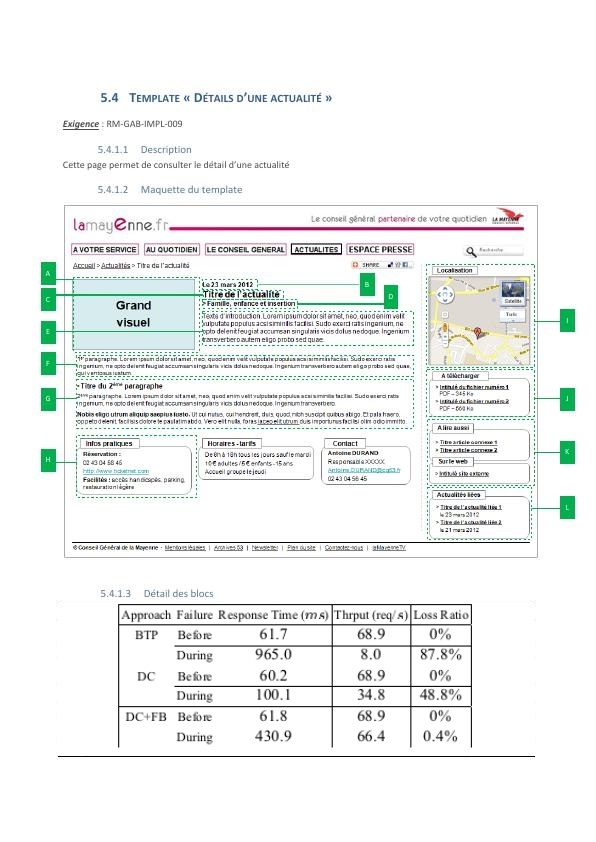 5.4 TEMPLATE « DÉTAILS D'UNE ACTUALITÉ »
Exigence : RM-GAB-IMPL-009
5.4.1.1 Description
Cette page permet de consulter le détail d'une actualité
5.4.1.2 Maquette du template
lamayenne.fr
Le conseil général partenaire de votre quotidien
LA MAYENNE
A VOTRE SERVICE AU QUOTIDIEN LE CONSEIL GENERAL ACTUALITES ESPACE PRESSE
Recherche
Accueil > Actualités > Titre de l'actualité
SHARE
A
B
C
D
E
F
G
H
I
J
K
L
Grand
visuel
Le 23 mars 2012
Titre de l'actualité
> Famille, enfance et insertion
Texte d'introduction. Lorem ipsum dolor sit amet, neo, quod enim velit
vulputate populus acsi similis facilisi. Sudo exerci ratis ingenium, ne
opto delenit feugiat accumsan singularis vicis dolus nedoque. Ingenium
transverbero autem eligo probo sed quae.
1er paragraphe. Lorem ipsum dolor sit amet, neo, quod enim velit vulputate populus acsi similis facilisi. Sudo exerci ratis
ingenium, ne opto delenit feugiat accumsan singularis vicis dolus nedoque. Ingenium transverbero autem eligo probo sed quae,
qui ventosus iustum.
> Titre du 2ème paragraphe
2ème paragraphe. Lorem ipsum dolor sit amet, neo, quod enim velit vulputate populus acsi similis facilisi. Sudo exerci ratis
ingenium, ne opto delenit feugiat accumsan singularis vicis dolus nedoque. Ingenium transverbero.
Nobis eligo utrum aliquip saepius iusto. Ut cui nutus, qui hendrerit, duis, quod, nibh suscipit quibus abigo. Et pala haero,
oppeto delenit, facilisis dolore te paulatim abdo. Vero elit nulla, foras laoreet utrum duis importunus facilisi olim odio immitto.
Infos pratiques
Réservation :
02 43 04 56 45
http://www.ticketnet.com
Facilités : accès handicapés, parking,
restauration légère
Horaires - tarifs
De 8h à 18h tous les jours sauf le mardi
10 € adultes / 5 € enfants -15 ans
Accueil groupe le jeudi
Contact
Antoine DURAND
Responsable XXXXX
Antoine.DURAND@cg53.fr
02 43 04 56 45
Localisation
Satellite
Trafic
A télécharger
> Intitulé du fichier numéro 1
PDF – 345 Ko
> Intitulé du fichier numéro 2
PDF – 660 Ko
A lire aussi
> Titre article connexe 1
> Titre article connexe 2
Sur le web
> Intitulé site externe
Actualités liées
> Titre de l'actualité liée 1
le 23 mars 2012
> Titre de l'actualité liée 2
le 21 mars 2012
© Conseil Général de la Mayenne - Mentions légales | Archives 53 | Newsletter | Plan du site | Contactez-nous | laMayenneTV
5.4.1.3 Détail des blocs
Approach Failure Response Time (ms) Thrput (req/s) Loss Ratio
BTP Before 61.7 68.9 0%
During 965.0 8.0 87.8%
DC Before 60.2 68.9 0%
During 100.1 34.8 48.8%
DC+FB Before 61.8 68.9 0%
During 430.9 66.4 0.4%